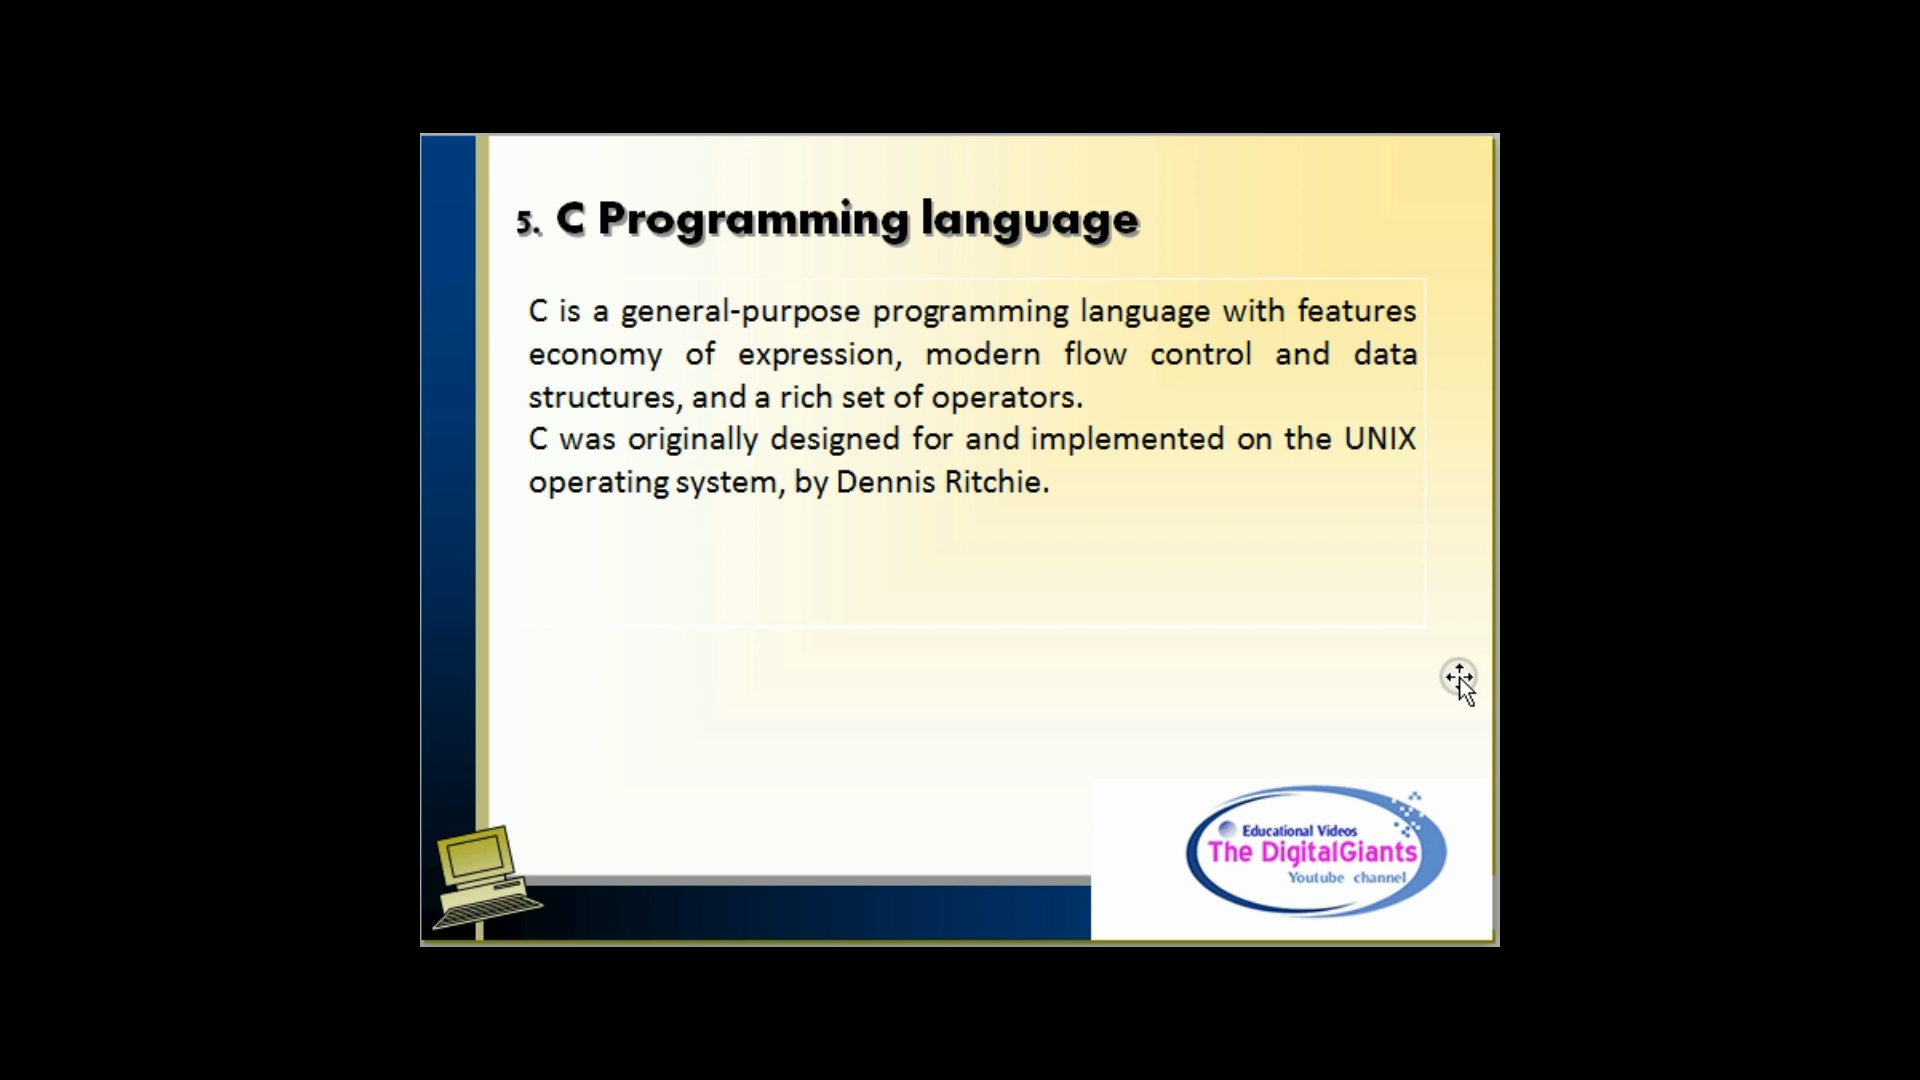 5. C Programming language
C is a general-purpose programming language with features
economy of expression, modern flow control and data
structures, and a rich set of operators.
C was originally designed for and implemented on the UNIX
operating system, by Dennis Ritchie.
Educational Videos
The DigitalGiants
Youtube channel